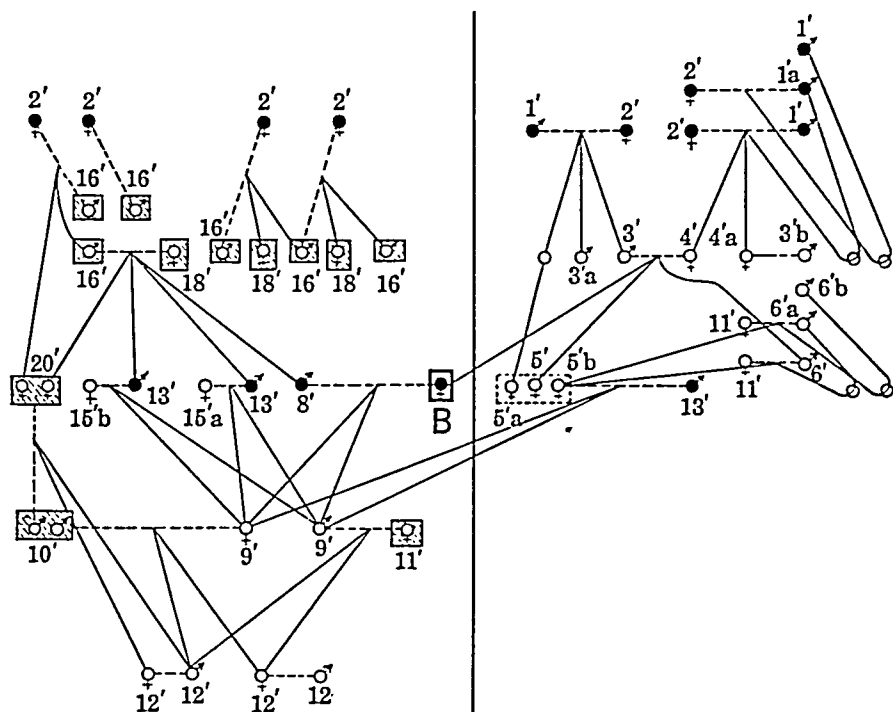 1'
2' 2' 2' 2' 2' 1'a
1' 2' 2' 1'
16' 16'
16' 3' 4' 4'a 3'b
16' 18' 18' 16' 18' 16' 3'a
6'b
11' 6'a
20' 5' 5'b
15'b 13' 15'a 13' 8' B 5'a 13' 11' 6'
10' 9' 9' 11'
12' 12' 12' 12